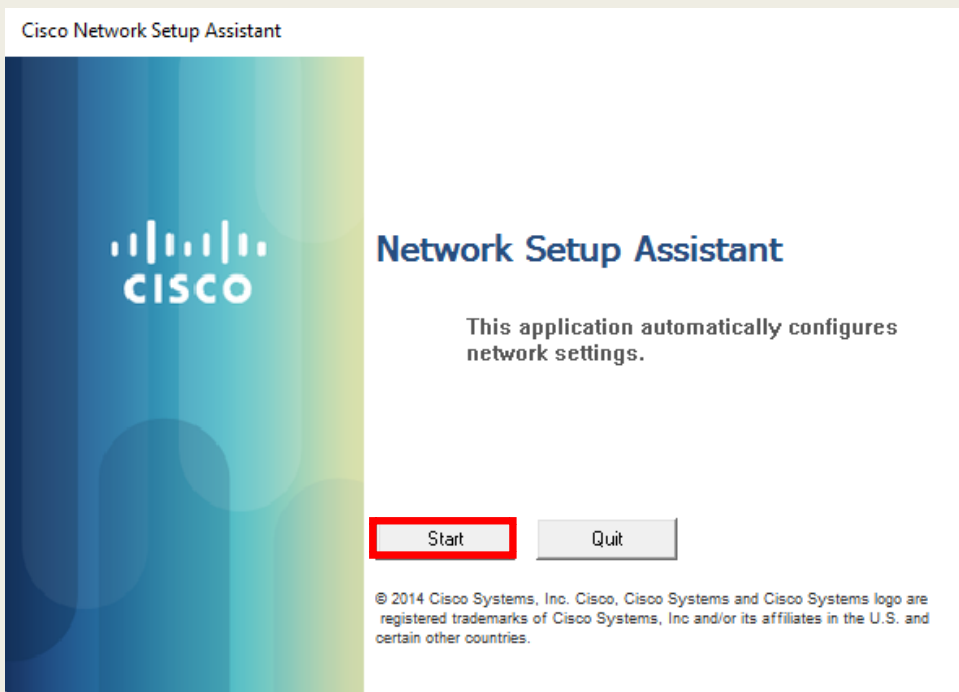 Cisco Network Setup Assistant
CISCO
Network Setup Assistant
This application automatically configures
network settings.
Start
Quit
© 2014 Cisco Systems, Inc. Cisco, Cisco Systems and Cisco Systems logo are
registered trademarks of Cisco Systems, Inc and/or its affiliates in the U.S. and
certain other countries.